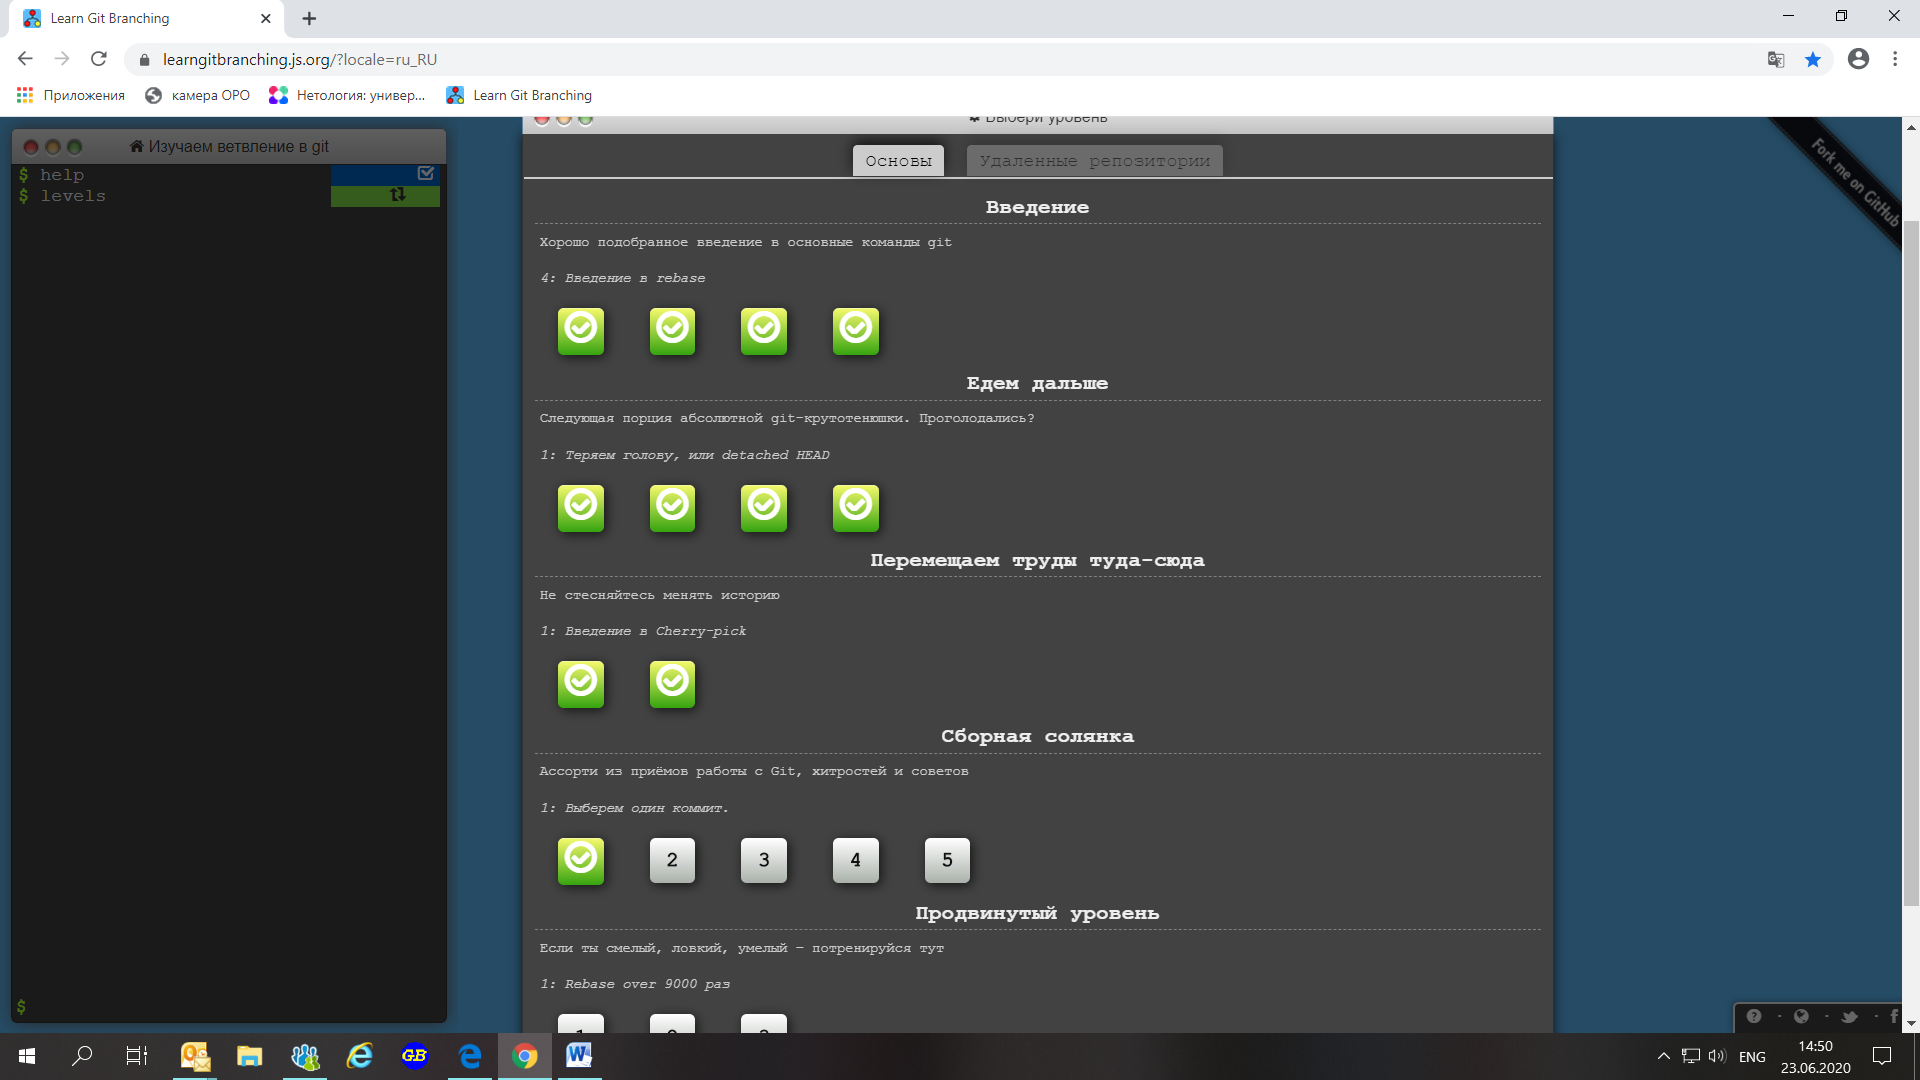 Learn Git Branching
learngitbranching.js.org/?locale=ru_RU
Приложения
камера ОРО
Нетология: универ...
Learn Git Branching
Изучаем ветвление в git
$ help
$ levels
$
Выбери уровень
Основы
Удаленные репозитории
Введение
Хорошо подобранное введение в основные команды git
4: Введение в rebase
Едем дальше
Следующая порция абсолютной git-крутотенюшки. Проголодались?
1: Теряем голову, или detached HEAD
Перемещаем труды туда-сюда
Не стесняйтесь менять историю
1: Введение в Cherry-pick
Сборная солянка
Ассорти из приёмов работы с Git, хитростей и советов
1: Выберем один коммит.
2 3 4 5
Продвинутый уровень
Если ты смелый, ловкий, умелый – потренируйся тут
1: Rebase over 9000 раз
1 2 3
Fork me on GitHub
GB
ENG
14:50
23.06.2020